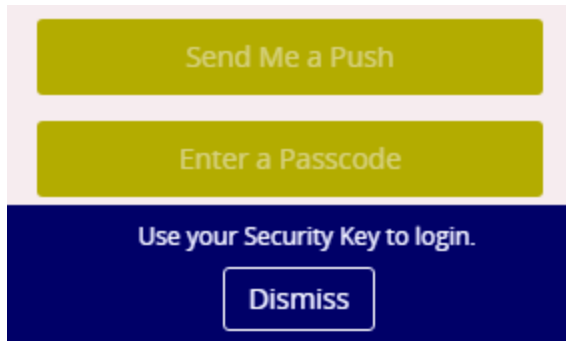 Send Me a Push
Enter a Passcode
Use your Security Key to login.
Dismiss